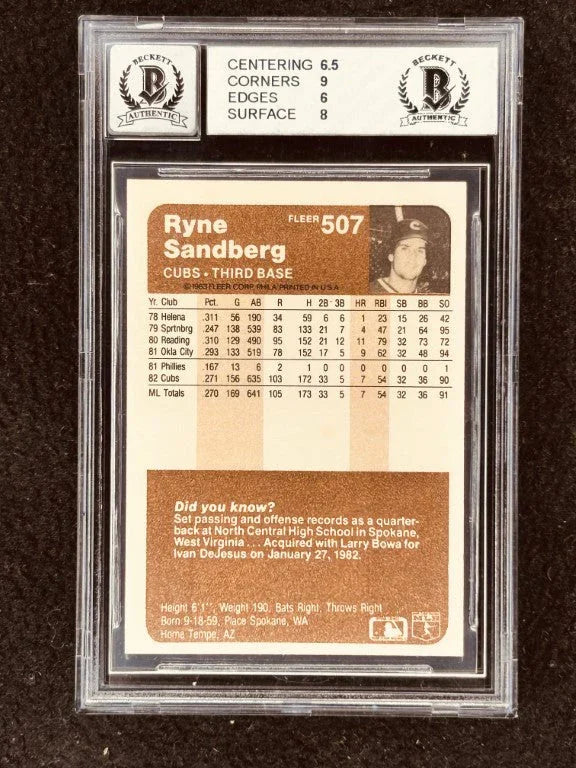 BECKETT
B
AUTHENTIC
CENTERING 6.5
CORNERS 9
EDGES 6
SURFACE 8
BECKETT
B
AUTHENTIC
Ryne Sandberg
FLEER 507
CUBS • THIRD BASE
© 1983 FLEER CORP. PHILA PRINTED IN U.S.A.
Yr. Club Pct. G AB R H 2B 3B HR RBI SB BB SO
78 Helena .311 56 190 34 59 6 6 1 23 15 26 42
79 Sprtnbrg .247 138 539 83 133 21 7 4 47 21 64 95
80 Reading .310 129 490 95 152 21 12 11 79 32 73 72
81 Okla City .293 133 519 78 152 17 5 9 62 32 48 94
81 Phillies .167 13 6 2 1 0 0 0 0 0 0 1
82 Cubs .271 156 635 103 172 33 5 7 54 32 36 90
ML Totals .270 169 641 105 173 33 5 7 54 32 36 91
Did you know?
Set passing and offense records as a quarter-
back at North Central High School in Spokane,
West Virginia ... Acquired with Larry Bowa for
Ivan DeJesus on January 27, 1982.
Height 6'1", Weight 190, Bats Right, Throws Right
Born 9-18-59, Place Spokane, WA
Home Tempe, AZ